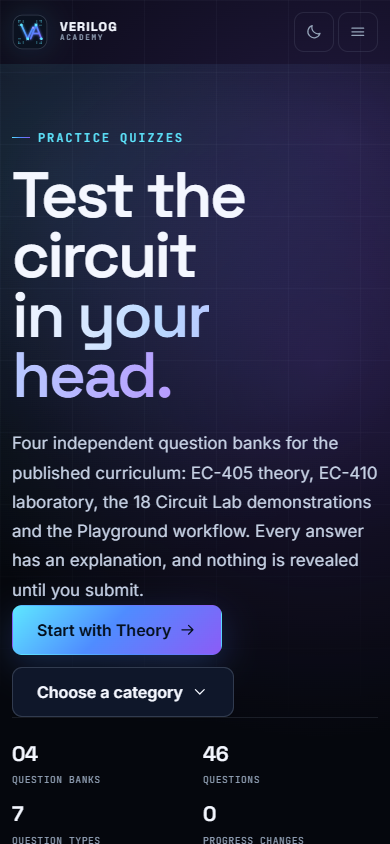 VERILOG
ACADEMY
PRACTICE QUIZZES
Test the
circuit
in your
head.
Four independent question banks for the
published curriculum: EC-405 theory, EC-410
laboratory, the 18 Circuit Lab demonstrations
and the Playground workflow. Every answer
has an explanation, and nothing is revealed
until you submit.
Start with Theory →
Choose a category
04
QUESTION BANKS
46
QUESTIONS
7
QUESTION TYPES
0
PROGRESS CHANGES